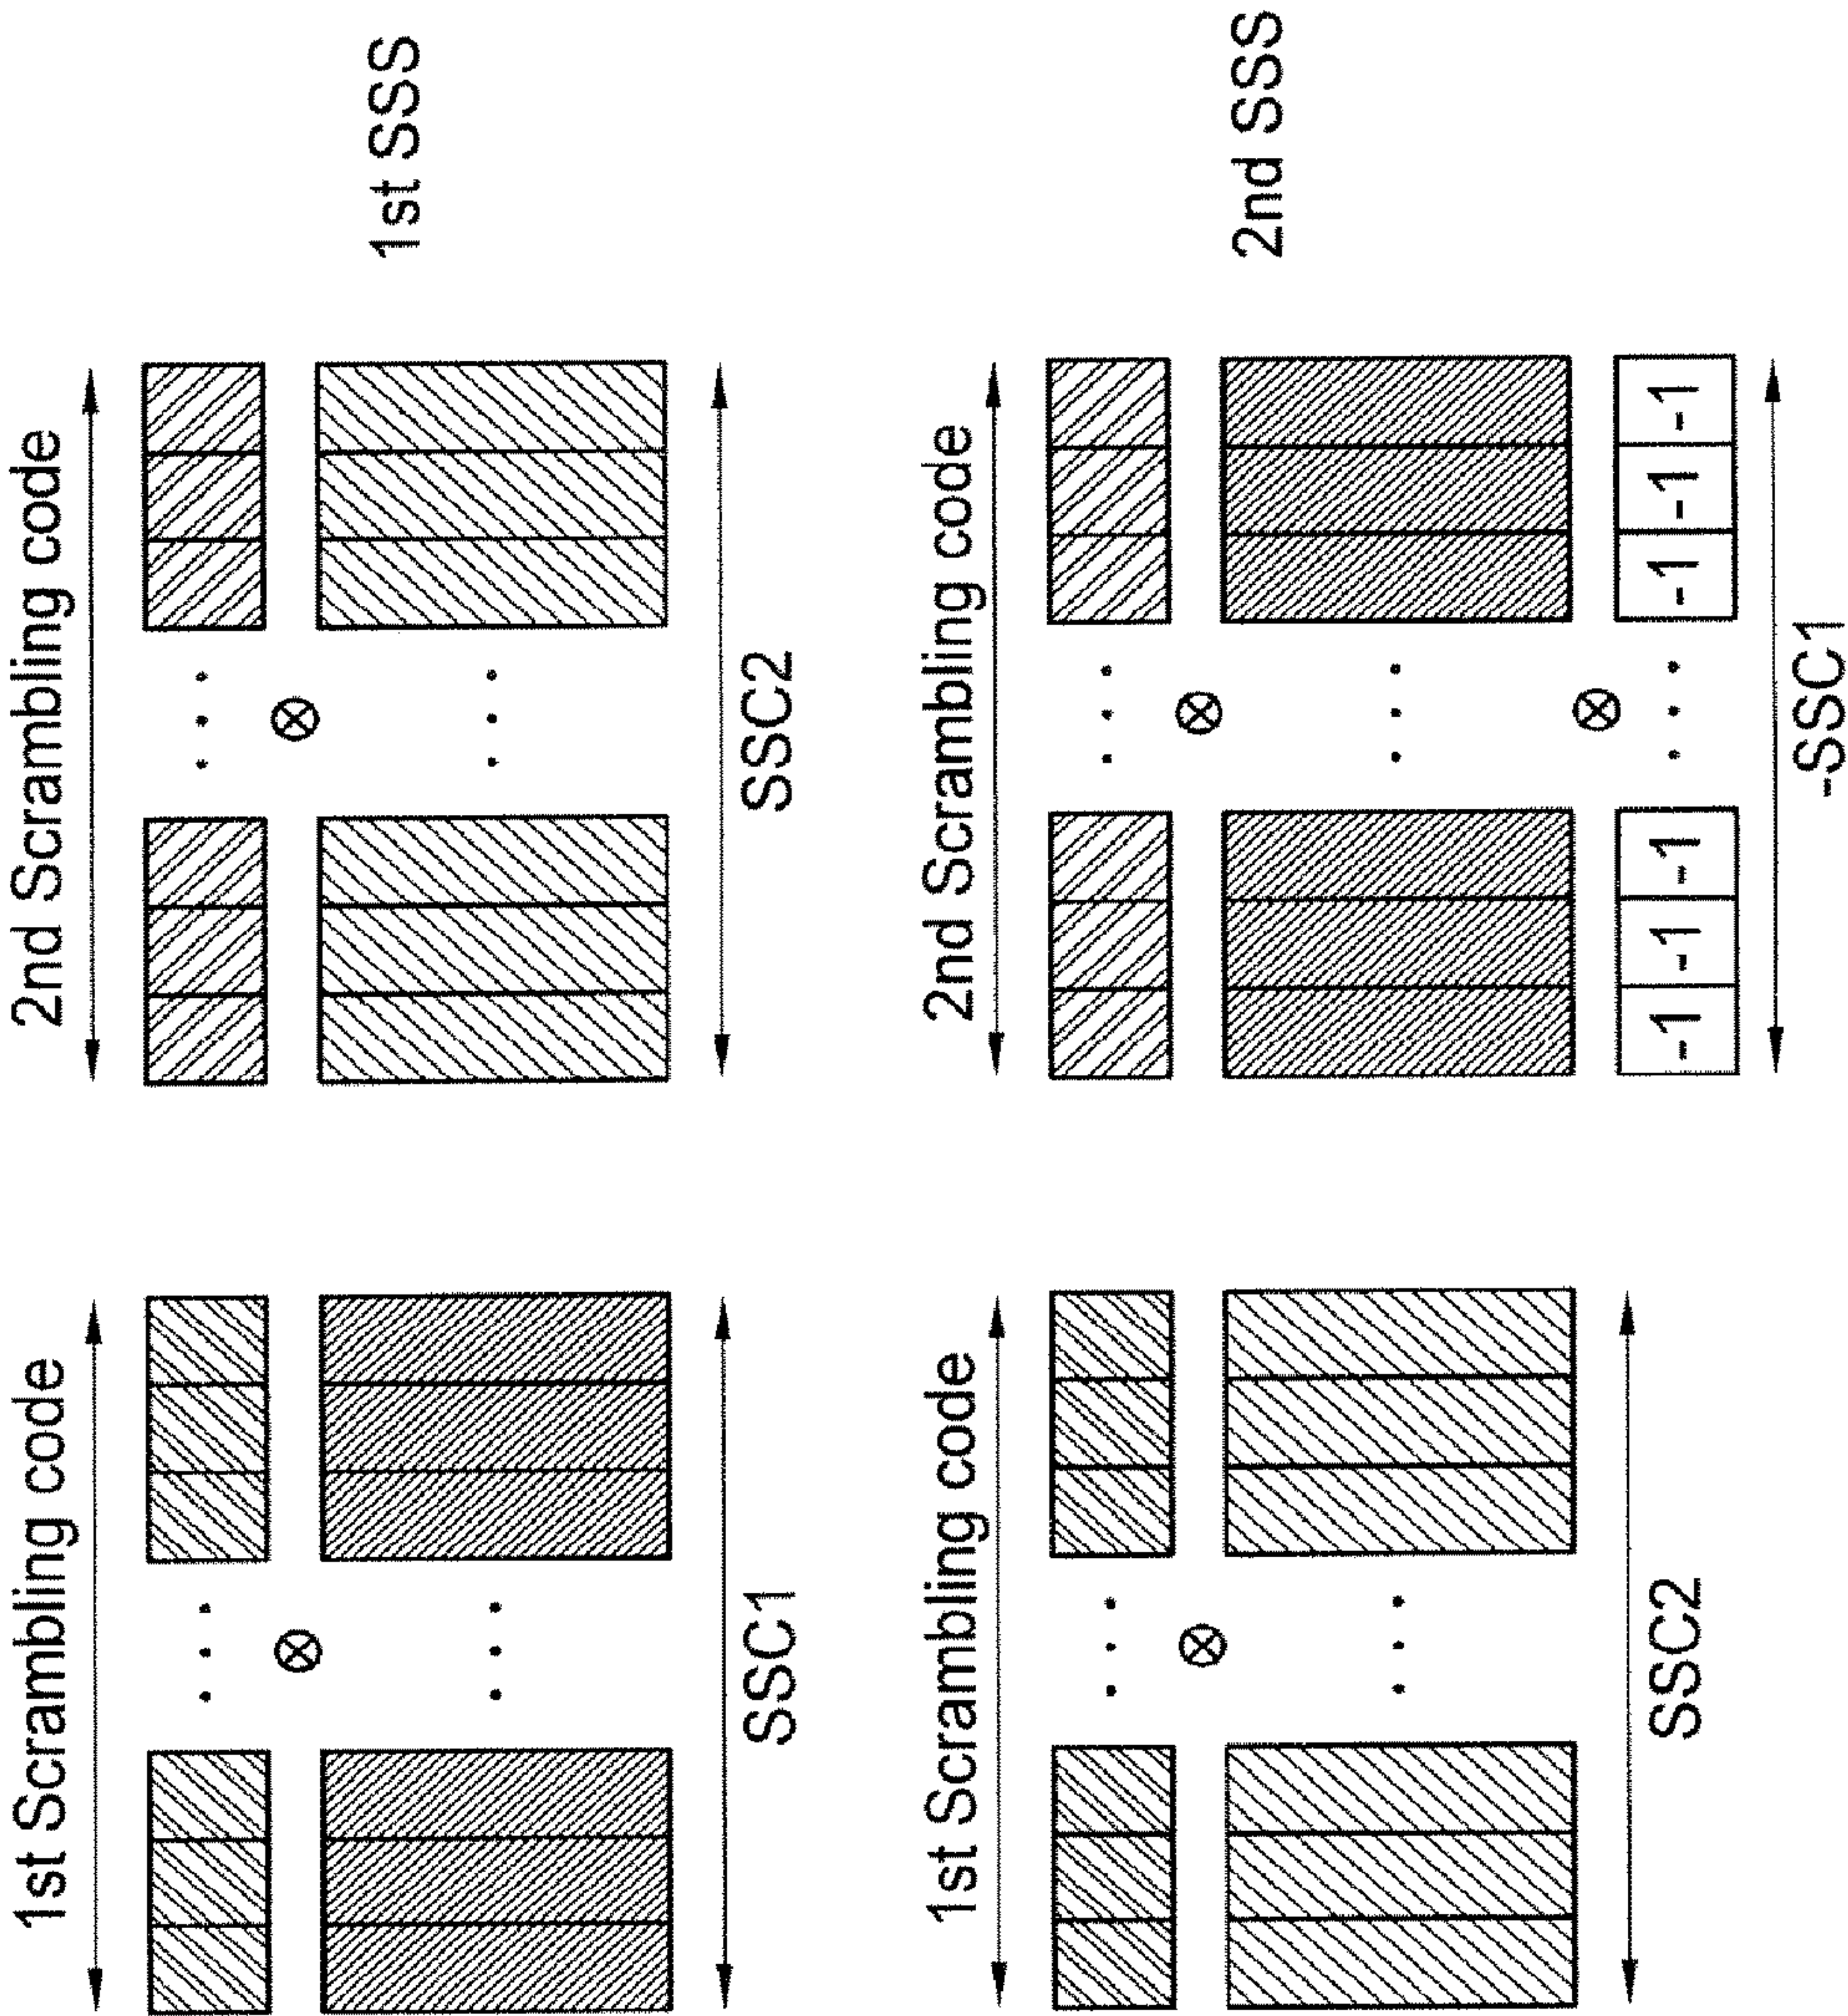 1st Scrambling code
2nd Scrambling code
SSC1
SSC2
1st SSS
1st Scrambling code
2nd Scrambling code
-1 -1 -1 -1 -1 -1
SSC2
-SSC1
2nd SSS